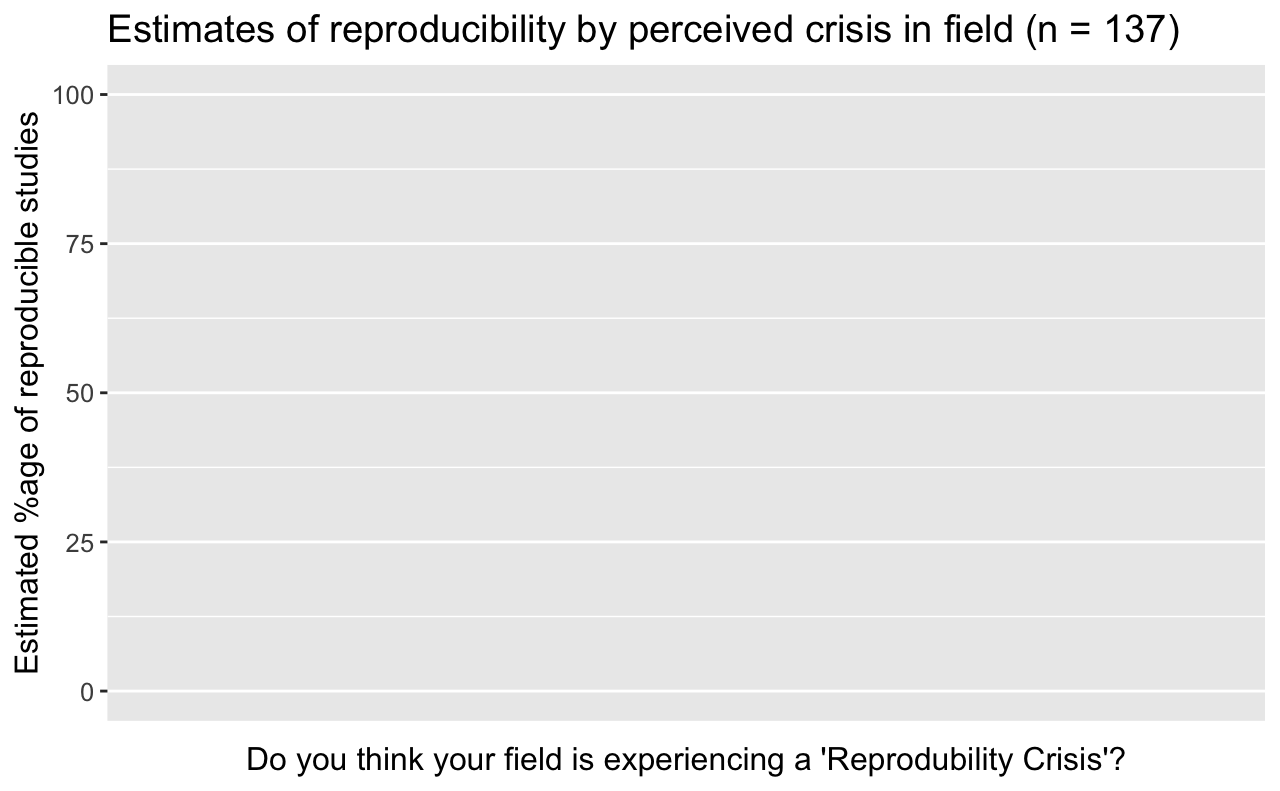 Estimates of reproducibility by perceived crisis in field (n = 137)
Estimated %age of reproducible studies
100
75
50
25
0
Do you think your field is experiencing a 'Reprodubility Crisis'?